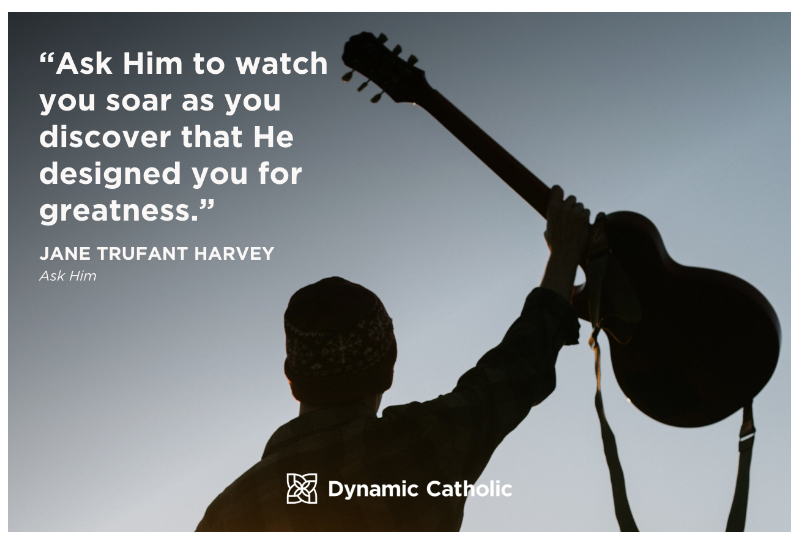 “Ask Him to watch
you soar as you
discover that He
designed you for
greatness.”
JANE TRUFANT HARVEY
Ask Him
Dynamic Catholic